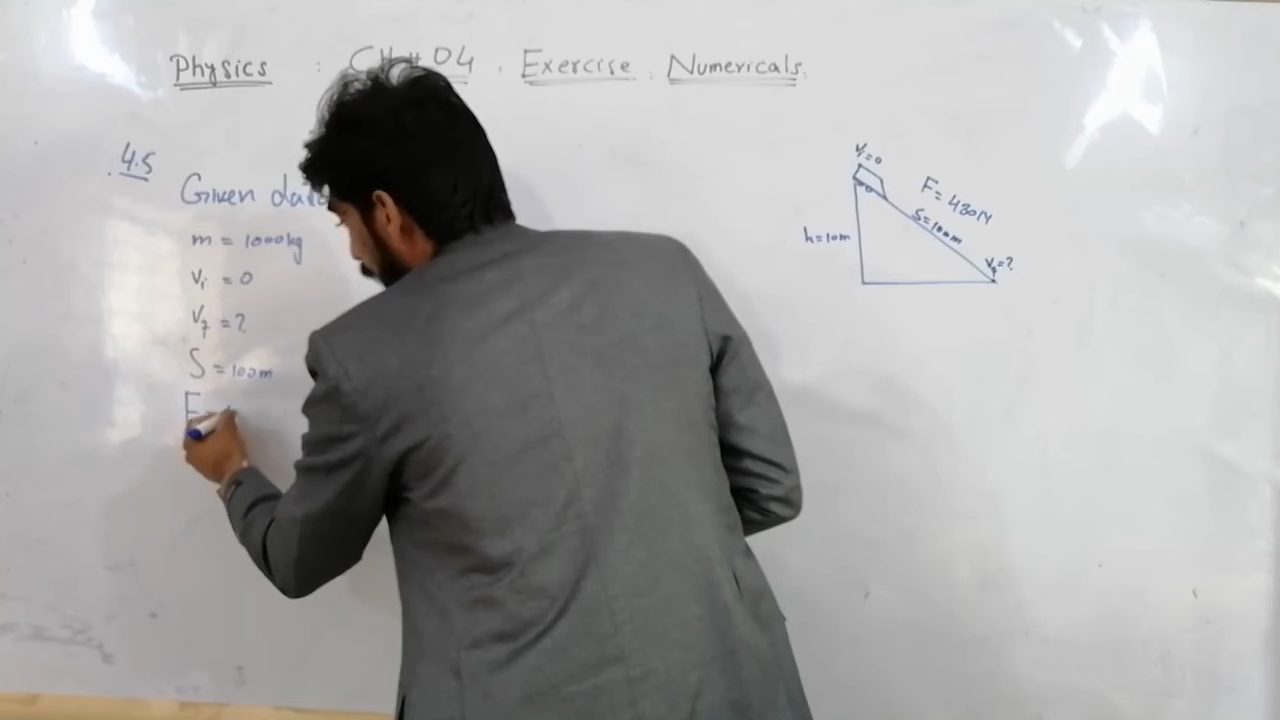 Physics : CH # 04 . Exercise . Numericals.
4.5
Given data
m = 1000kg
Vi = 0
Vf = ?
S = 100m
F =
Vi = 0
F = 480N
S = 100m
h = 10m
Vf = ?